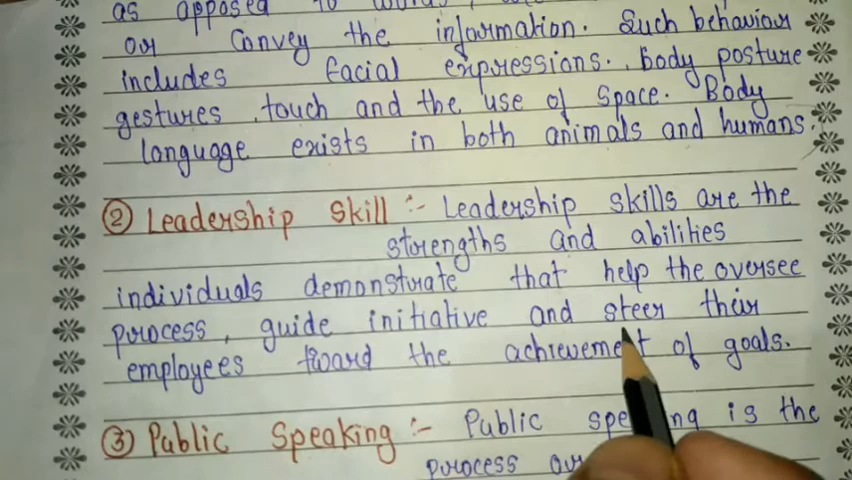 as opposed to words,
or convey the information. Such behaviour
includes facial expressions. Body posture
gestures, touch and the use of space. Body
language exists in both animals and humans.
② Leadership Skill :- Leadership skills are the
strengths and abilities
individuals demonstrate that help the oversee
process, guide initiative and steer their
employees toward the achievement of goals.
③ Public Speaking :- Public is the
process